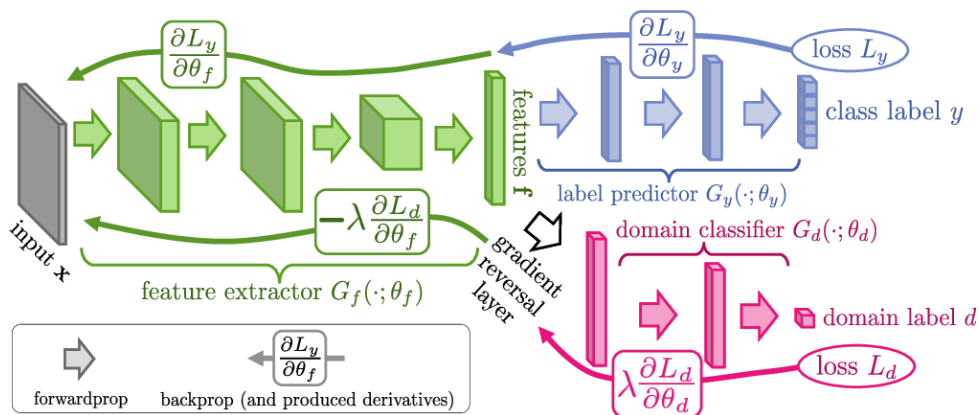 ∂L_y/∂θ_f
∂L_y/∂θ_y
loss L_y
input x
features f
class label y
label predictor G_y(·;θ_y)
−λ ∂L_d/∂θ_f
feature extractor G_f(·;θ_f)
gradient
reversal
layer
domain classifier G_d(·;θ_d)
domain label d
λ ∂L_d/∂θ_d
loss L_d
forwardprop
∂L_y/∂θ_f
backprop (and produced derivatives)